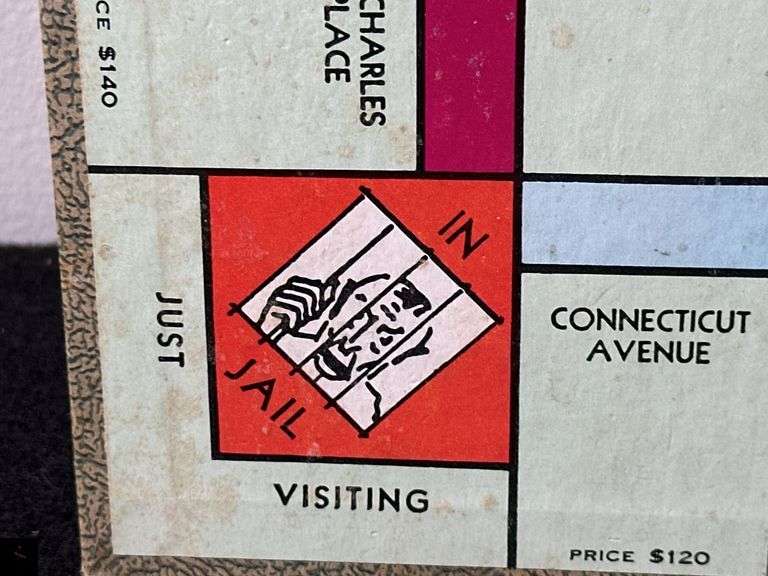 CHARLES
PLACE
CE $140
IN
JAIL
JUST
VISITING
CONNECTICUT
AVENUE
PRICE $120